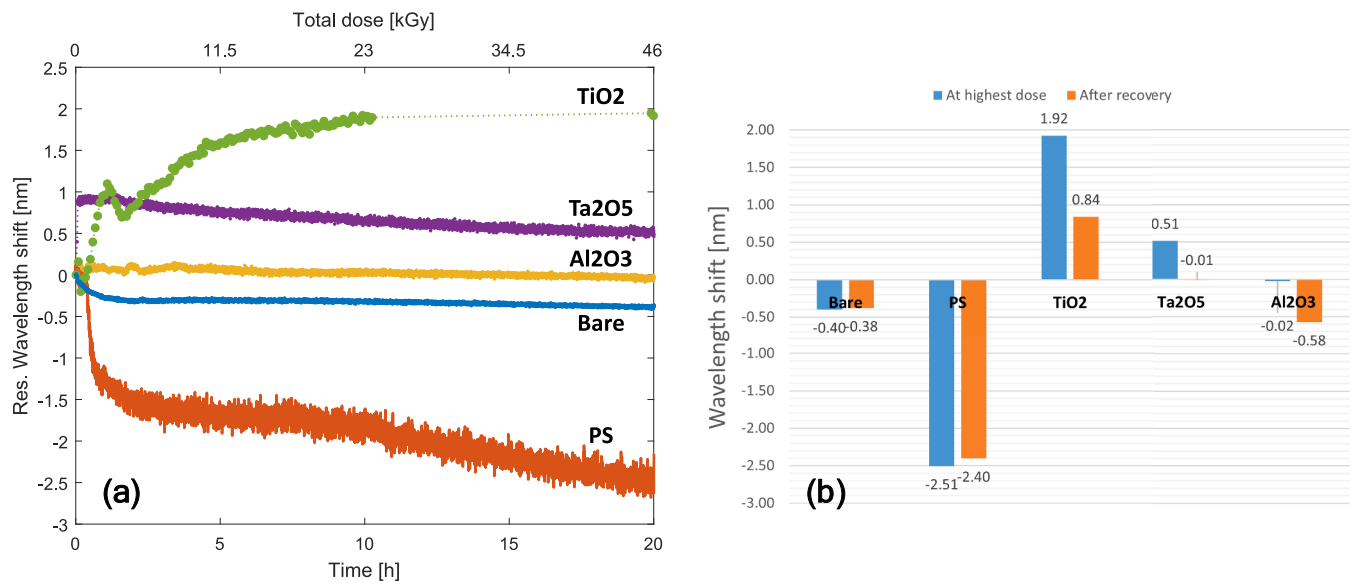 Total dose [kGy]
0 11.5 23 34.5 46
2.5
2
1.5
1
0.5
0
-0.5
-1
-1.5
-2
-2.5
-3
Res. Wavelength shift [nm]
TiO2
Ta2O5
Al2O3
Bare
PS
(a)
0 5 10 15 20
Time [h]
At highest dose After recovery
2.00
1.50
1.00
0.50
0.00
-0.50
-1.00
-1.50
-2.00
-2.50
-3.00
Wavelength shift [nm]
1.92
0.84
0.51
-0.01
Bare PS TiO2 Ta2O5 Al2O3
-0.40 -0.38
-0.02
-0.58
-2.51
-2.40
(b)